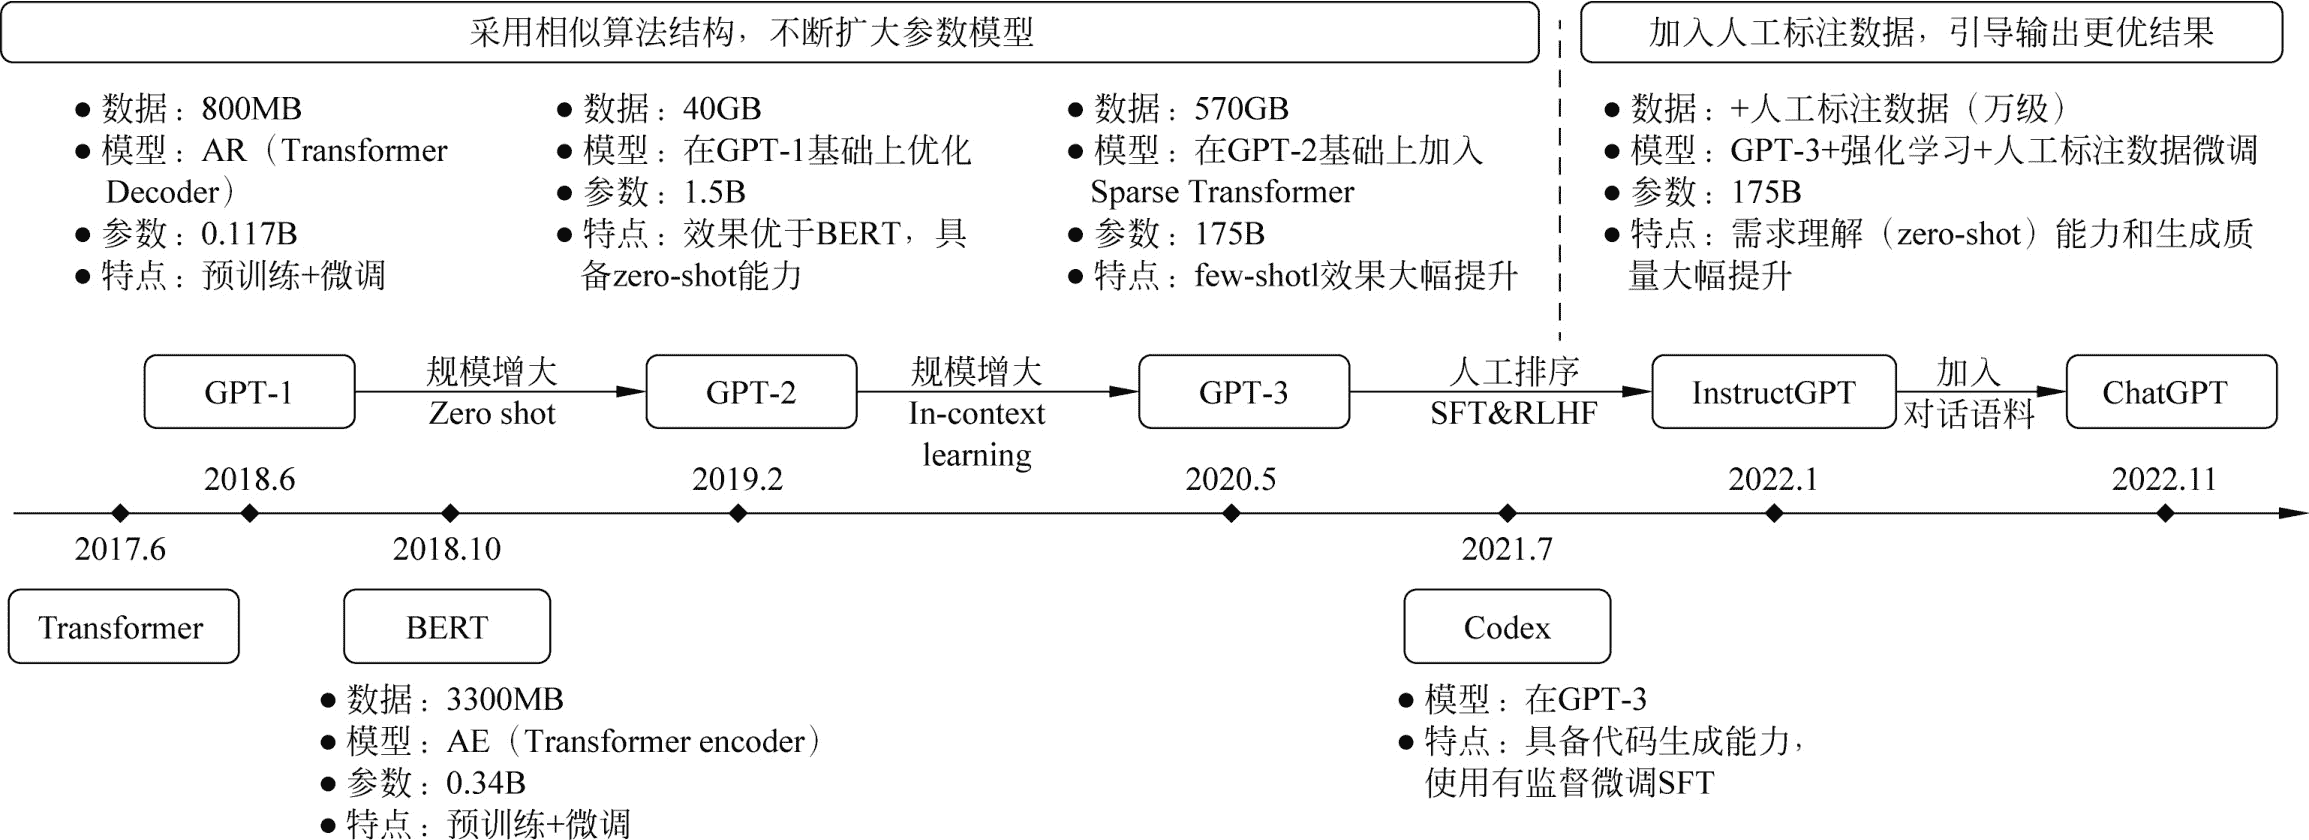 采用相似算法结构，不断扩大参数模型
加入人工标注数据，引导输出更优结果
● 数据：800MB
● 模型：AR（Transformer
Decoder）
● 参数：0.117B
● 特点：预训练+微调
● 数据：40GB
● 模型：在GPT-1基础上优化
● 参数：1.5B
● 特点：效果优于BERT，具
备zero-shot能力
● 数据：570GB
● 模型：在GPT-2基础上加入
Sparse Transformer
● 参数：175B
● 特点：few-shotl效果大幅提升
● 数据：+人工标注数据（万级）
● 模型：GPT-3+强化学习+人工标注数据微调
● 参数：175B
● 特点：需求理解（zero-shot）能力和生成质
量大幅提升
GPT-1
规模增大
Zero shot
GPT-2
规模增大
In-context
learning
GPT-3
人工排序
SFT&RLHF
InstructGPT
加入
对话语料
ChatGPT
2018.6
2019.2
2020.5
2022.1
2022.11
2017.6
2018.10
2021.7
Transformer
BERT
Codex
● 数据：3300MB
● 模型：AE（Transformer encoder）
● 参数：0.34B
● 特点：预训练+微调
● 模型：在GPT-3
● 特点：具备代码生成能力，
使用有监督微调SFT